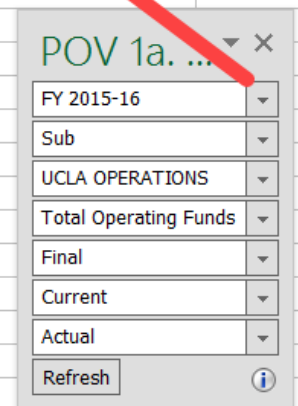 POV 1a. ...
FY 2015-16
Sub
UCLA OPERATIONS
Total Operating Funds
Final
Current
Actual
Refresh